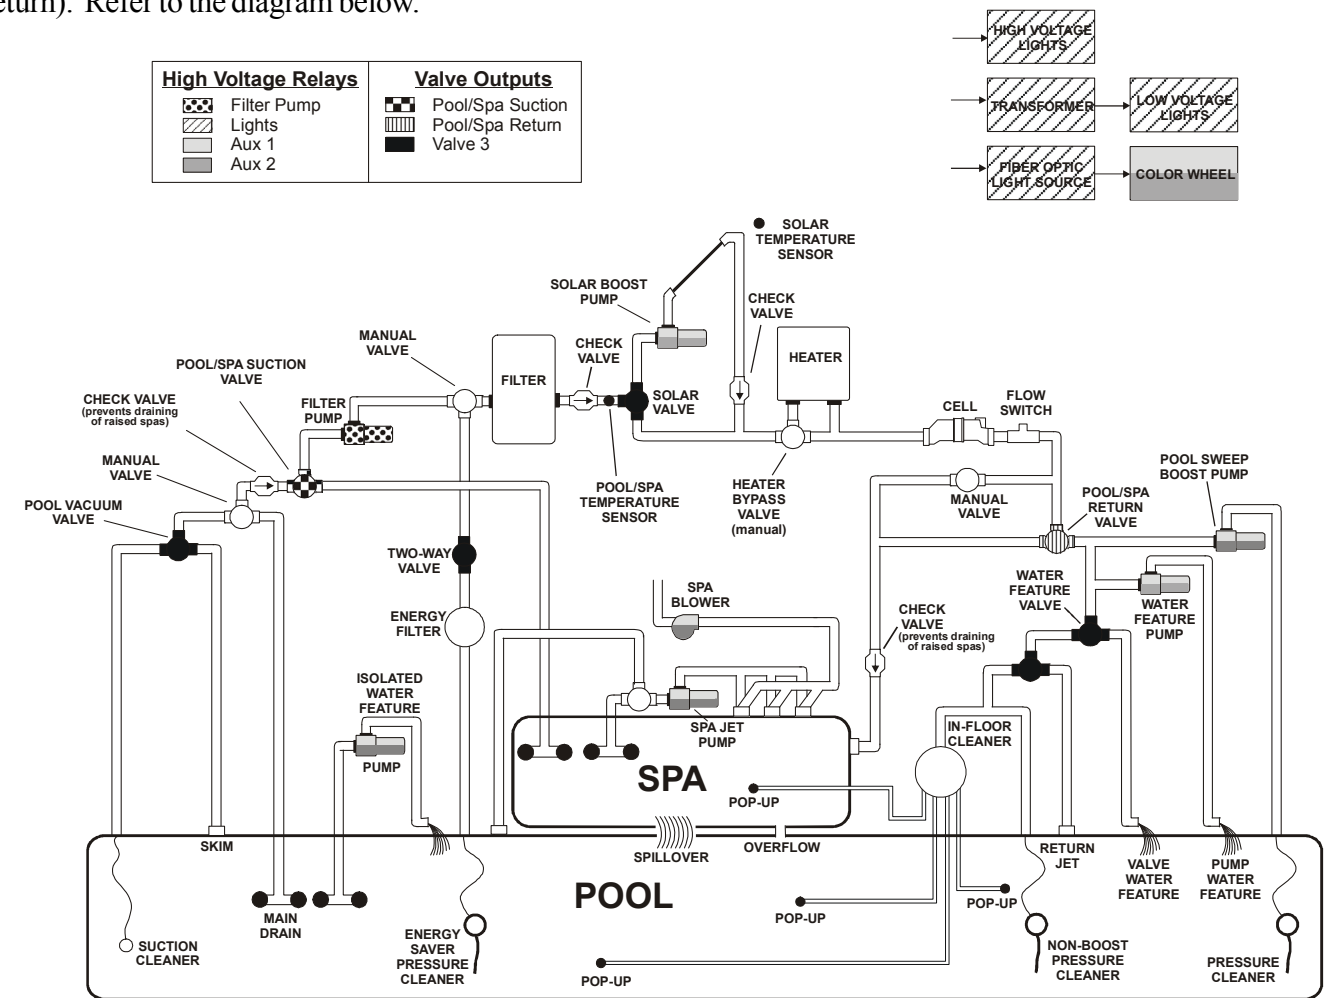 eturn).  Refer to the diagram below.
HIGH VOLTAGE
LIGHTS
TRANSFORMER
LOW VOLTAGE
LIGHTS
FIBER OPTIC
LIGHT SOURCE
COLOR WHEEL
High Voltage Relays
Filter Pump
Lights
Aux 1
Aux 2
Valve Outputs
Pool/Spa Suction
Pool/Spa Return
Valve 3
SOLAR
TEMPERATURE
SENSOR
SOLAR BOOST
PUMP
CHECK
VALVE
MANUAL
VALVE
CHECK
VALVE
HEATER
POOL/SPA SUCTION
VALVE
FILTER
CHECK VALVE
(prevents draining
of raised spas)
FILTER
PUMP
SOLAR
VALVE
CELL
FLOW
SWITCH
MANUAL
VALVE
POOL VACUUM
VALVE
POOL/SPA
TEMPERATURE
SENSOR
HEATER
BYPASS
VALVE
(manual)
MANUAL
VALVE
POOL/SPA
RETURN
VALVE
POOL SWEEP
BOOST PUMP
TWO-WAY
VALVE
ENERGY
FILTER
SPA
BLOWER
WATER
FEATURE
VALVE
WATER
FEATURE
PUMP
CHECK
VALVE
(prevents draining
of raised spas)
ISOLATED
WATER
FEATURE
PUMP
SPA JET
PUMP
IN-FLOOR
CLEANER
SPA
POP-UP
SKIM
SPILLOVER
OVERFLOW
RETURN
JET
VALVE
WATER
FEATURE
PUMP
WATER
FEATURE
POOL
MAIN
DRAIN
POP-UP
POP-UP
SUCTION
CLEANER
ENERGY
SAVER
PRESSURE
CLEANER
POP-UP
NON-BOOST
PRESSURE
CLEANER
PRESSURE
CLEANER